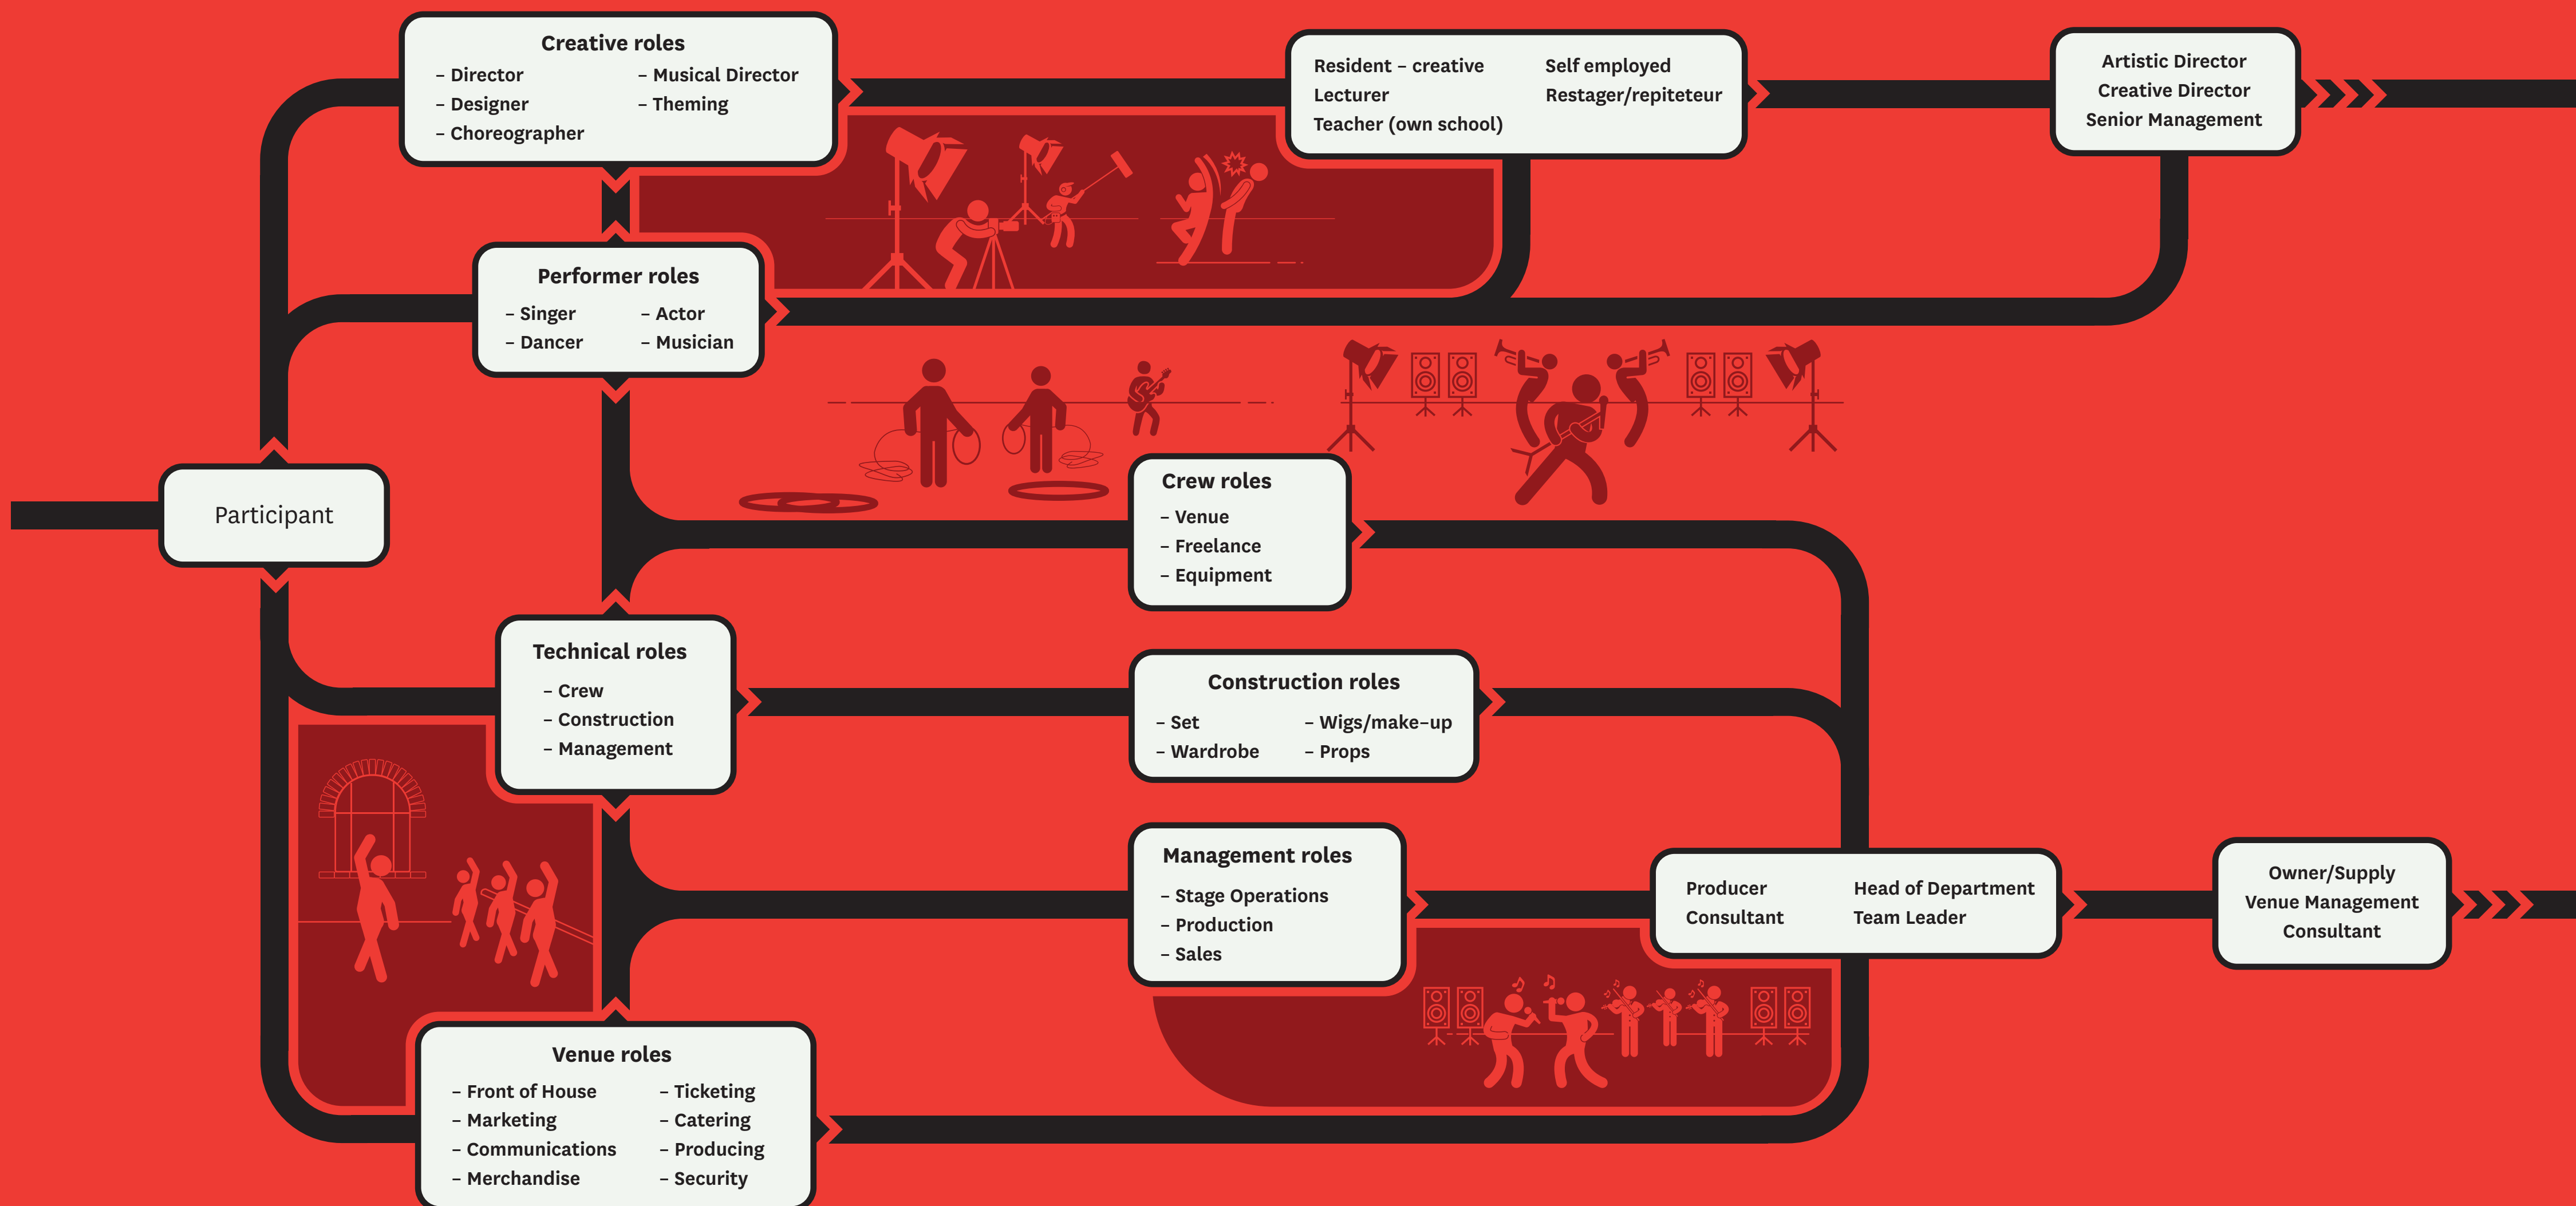 Creative roles
– Director
– Designer
– Choreographer
– Musical Director
– Theming
Resident – creative
Lecturer
Teacher (own school)
Self employed
Restager/repiteteur
Artistic Director
Creative Director
Senior Management
Performer roles
– Singer
– Dancer
– Actor
– Musician
Participant
Crew roles
– Venue
– Freelance
– Equipment
Technical roles
– Crew
– Construction
– Management
Construction roles
– Set
– Wardrobe
– Wigs/make–up
– Props
Management roles
– Stage Operations
– Production
– Sales
Producer
Consultant
Head of Department
Team Leader
Owner/Supply
Venue Management
Consultant
Venue roles
– Front of House
– Marketing
– Communications
– Merchandise
– Ticketing
– Catering
– Producing
– Security